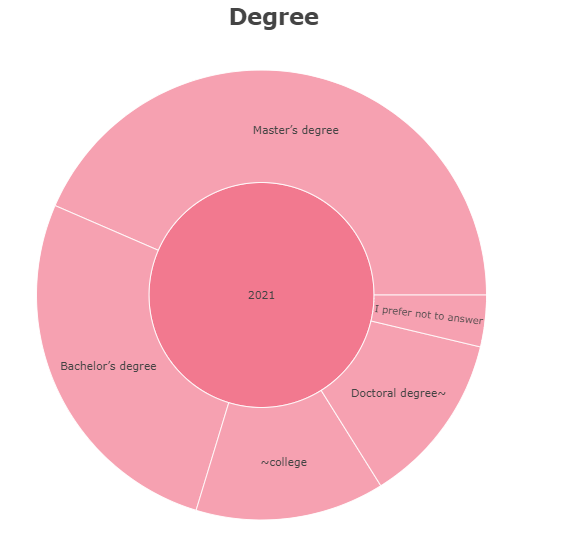 Degree
Master’s degree
2021
I prefer not to answer
Bachelor’s degree
Doctoral degree~
~college